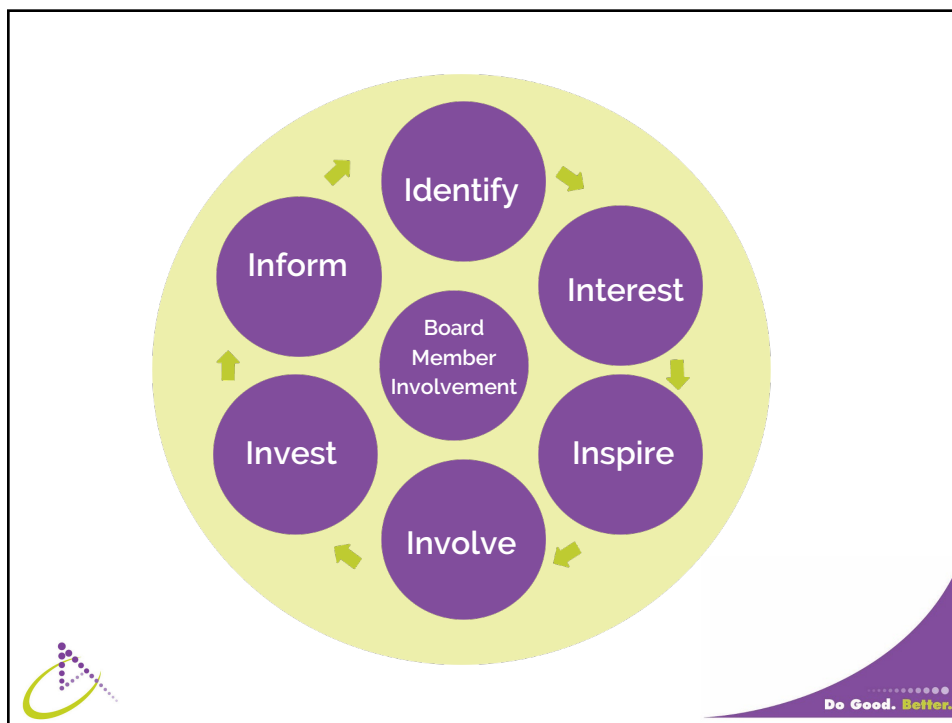 Identify
Interest
Inspire
Involve
Invest
Inform
Board
Member
Involvement
Do Good. Better.